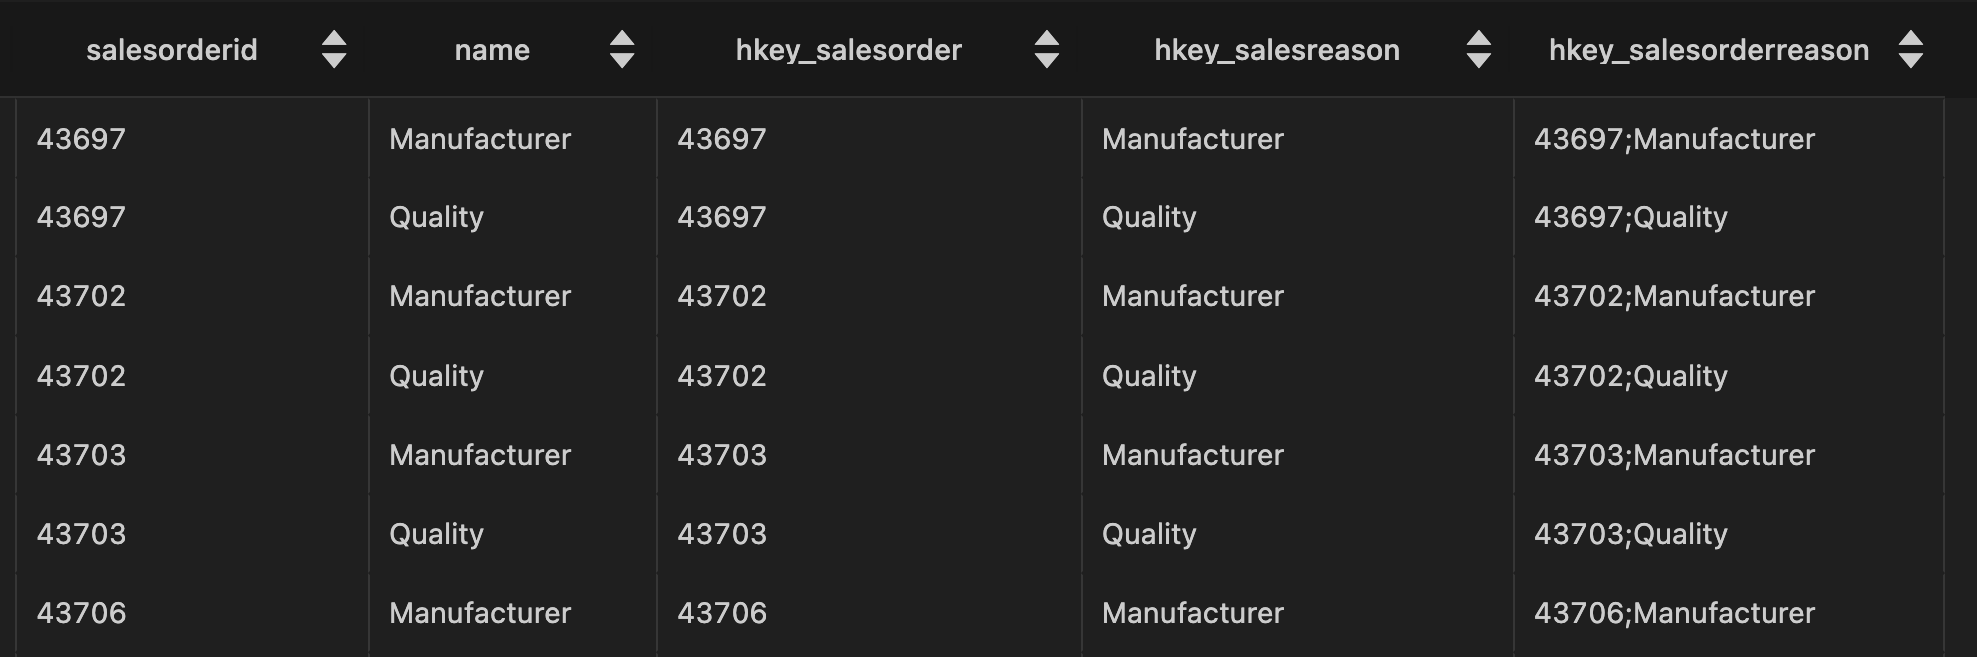 salesorderid name hkey_salesorder hkey_salesreason hkey_salesorderreason
43697 Manufacturer 43697 Manufacturer 43697;Manufacturer
43697 Quality 43697 Quality 43697;Quality
43702 Manufacturer 43702 Manufacturer 43702;Manufacturer
43702 Quality 43702 Quality 43702;Quality
43703 Manufacturer 43703 Manufacturer 43703;Manufacturer
43703 Quality 43703 Quality 43703;Quality
43706 Manufacturer 43706 Manufacturer 43706;Manufacturer